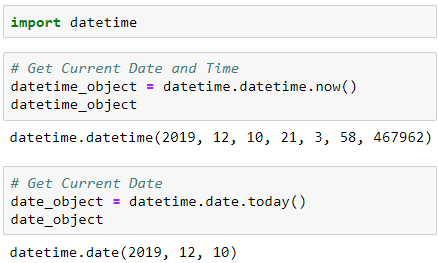 import datetime
# Get Current Date and Time
datetime_object = datetime.datetime.now()
datetime_object
datetime.datetime(2019, 12, 10, 21, 3, 58, 467962)
# Get Current Date
date_object = datetime.date.today()
date_object
datetime.date(2019, 12, 10)